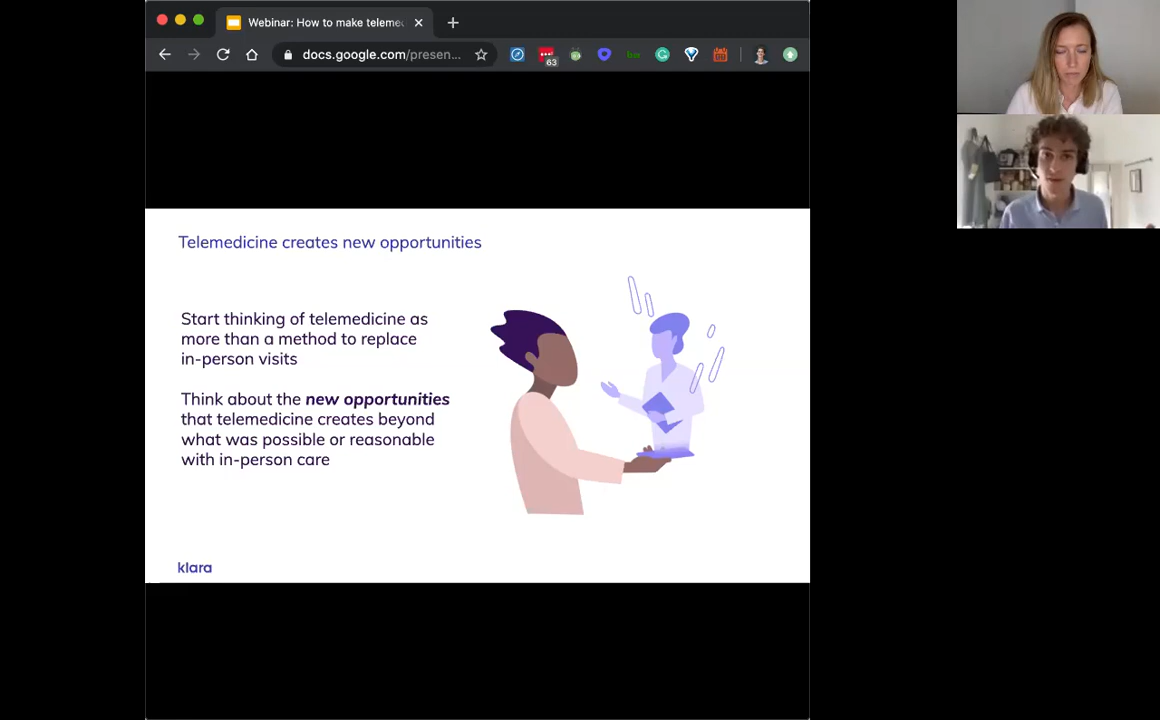 Webinar: How to make teleme
docs.google.com/presen...
63
Telemedicine creates new opportunities
Start thinking of telemedicine as
more than a method to replace
in-person visits
Think about the new opportunities
that telemedicine creates beyond
what was possible or reasonable
with in-person care
klara